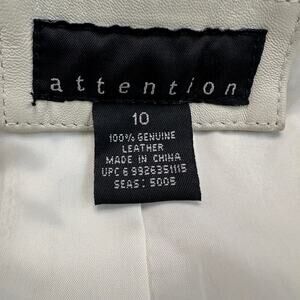 attention
10
100% GENUINE
LEATHER
MADE IN CHINA
UPC 6 9926351115
SEAS: 5005